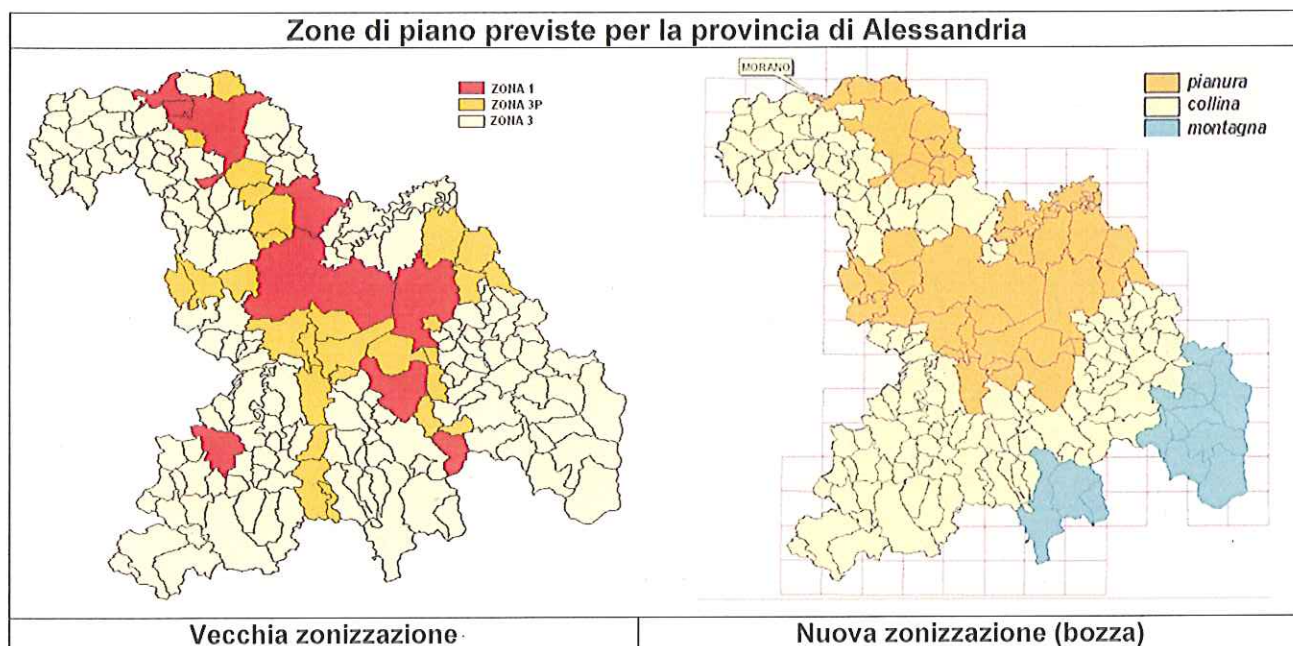 Zone di piano previste per la provincia di Alessandria
ZONA 1
ZONA 3P
ZONA 3
MORANO
pianura
collina
montagna
Vecchia zonizzazione
Nuova zonizzazione (bozza)